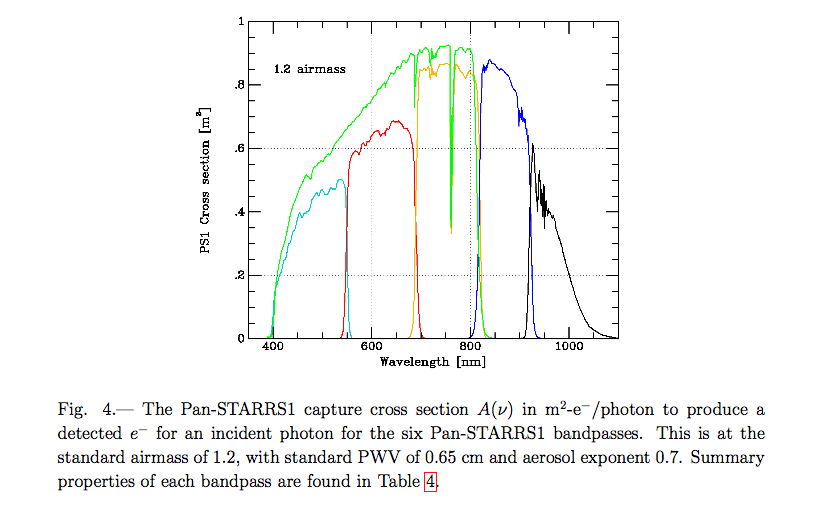 1
.8
.6
.4
.2
0
1.2 airmass
PS1 Cross section [m²]
400 600 800 1000
Wavelength [nm]
Fig. 4.— The Pan-STARRS1 capture cross section A(ν) in m²-e⁻/photon to produce a
detected e⁻ for an incident photon for the six Pan-STARRS1 bandpasses. This is at the
standard airmass of 1.2, with standard PWV of 0.65 cm and aerosol exponent 0.7. Summary
properties of each bandpass are found in Table 4.